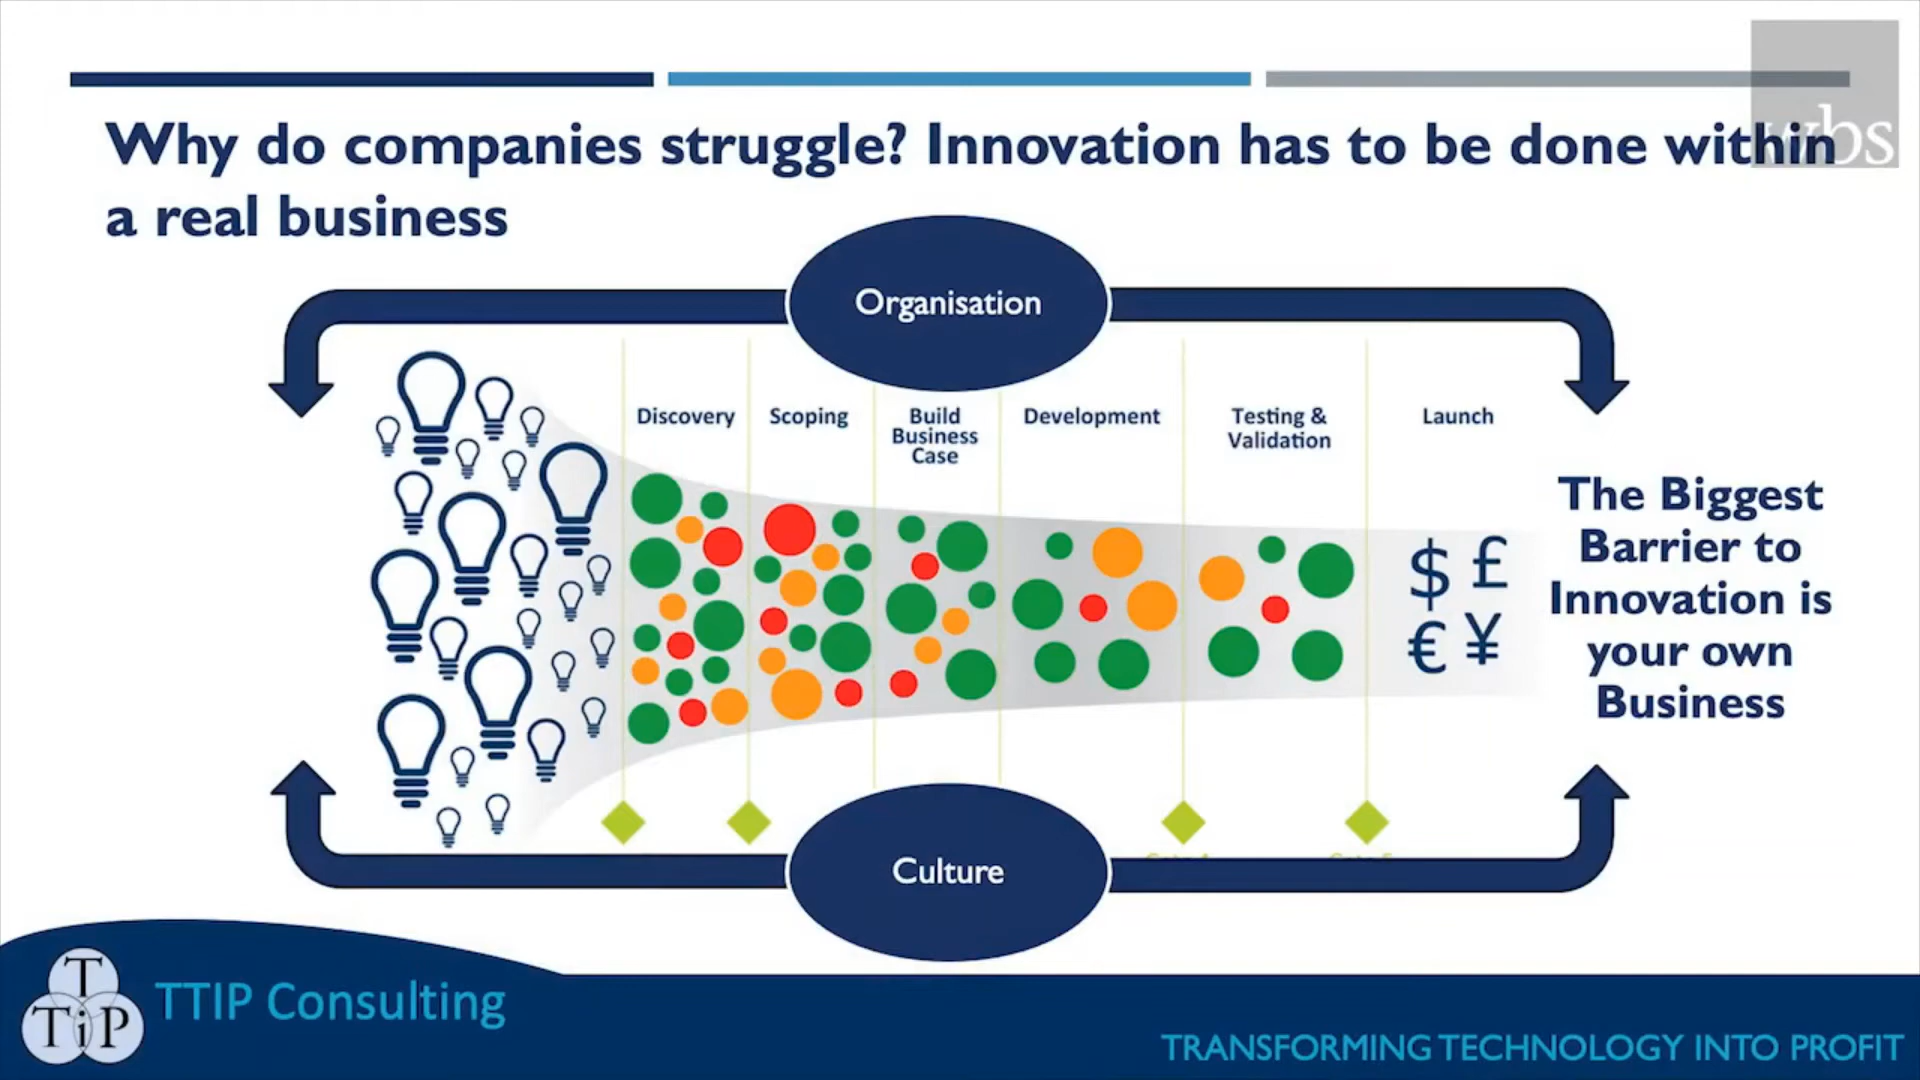 wbs
Why do companies struggle? Innovation has to be done within
a real business
Organisation
Discovery
Scoping
Build
Business
Case
Development
Testing &
Validation
Launch
$ £
€ ¥
The Biggest
Barrier to
Innovation is
your own
Business
Culture
T
T i P
TTIP Consulting
TRANSFORMING TECHNOLOGY INTO PROFIT